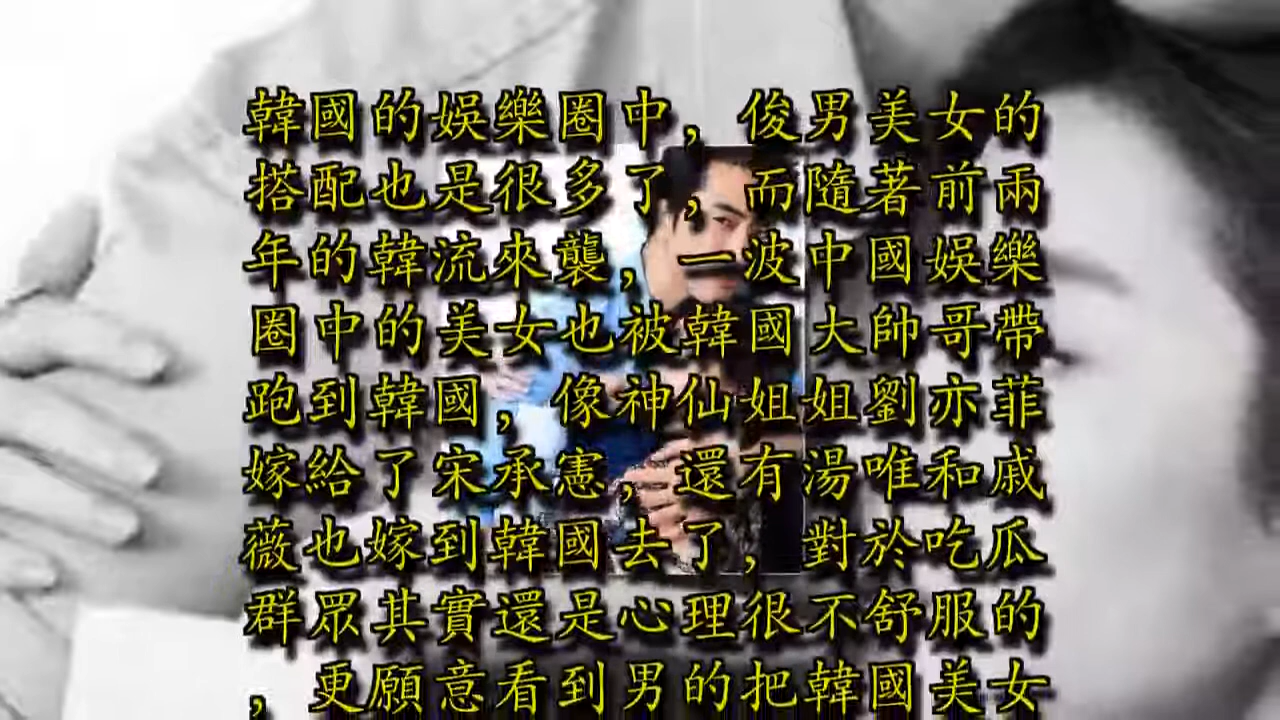 韓國的娛樂圈中，俊男美女的
搭配也是很多了，而隨著前兩
年的韓流來襲，一波中國娛樂
圈中的美女也被韓國大帥哥帶
跑到韓國，像神仙姐姐劉亦菲
嫁給了宋承憲，還有湯唯和戚
薇也嫁到韓國去了，對於吃瓜
群眾其實還是心理很不舒服的
，更願意看到男的把韓國美女